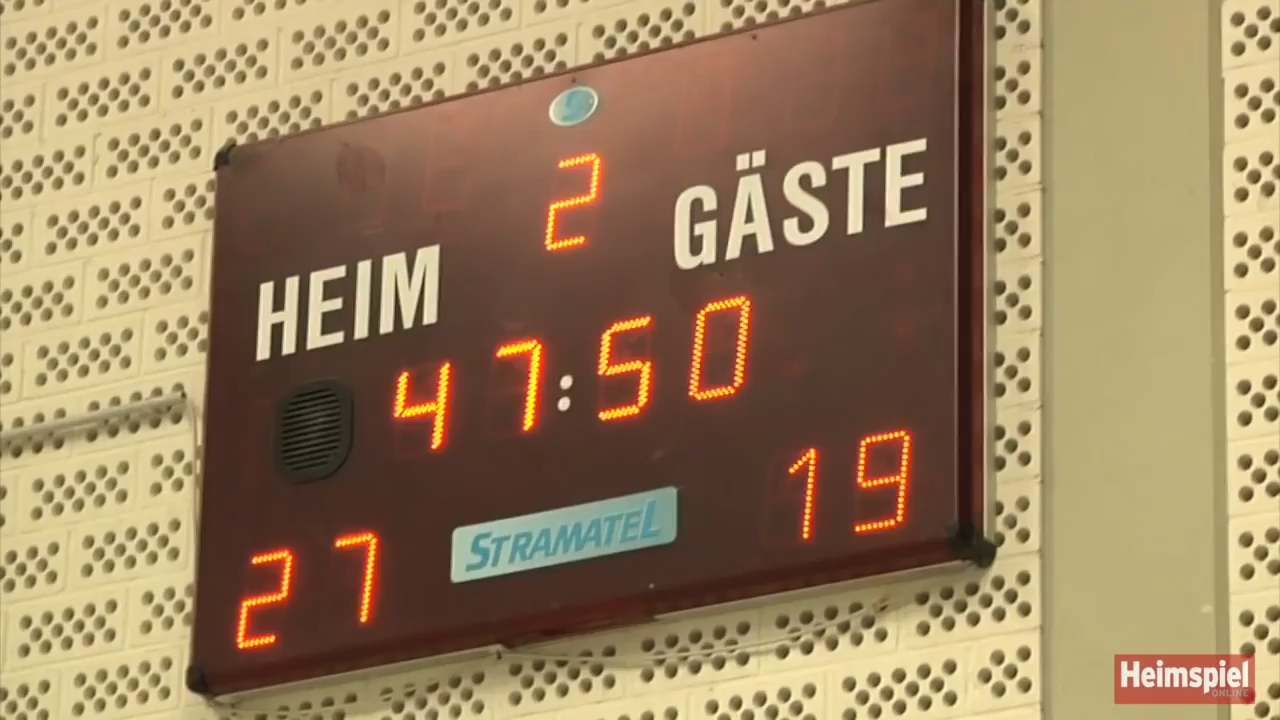 2
HEIM GÄSTE
47:50
27 STRAMATEL 19
Heimspiel
ONLINE